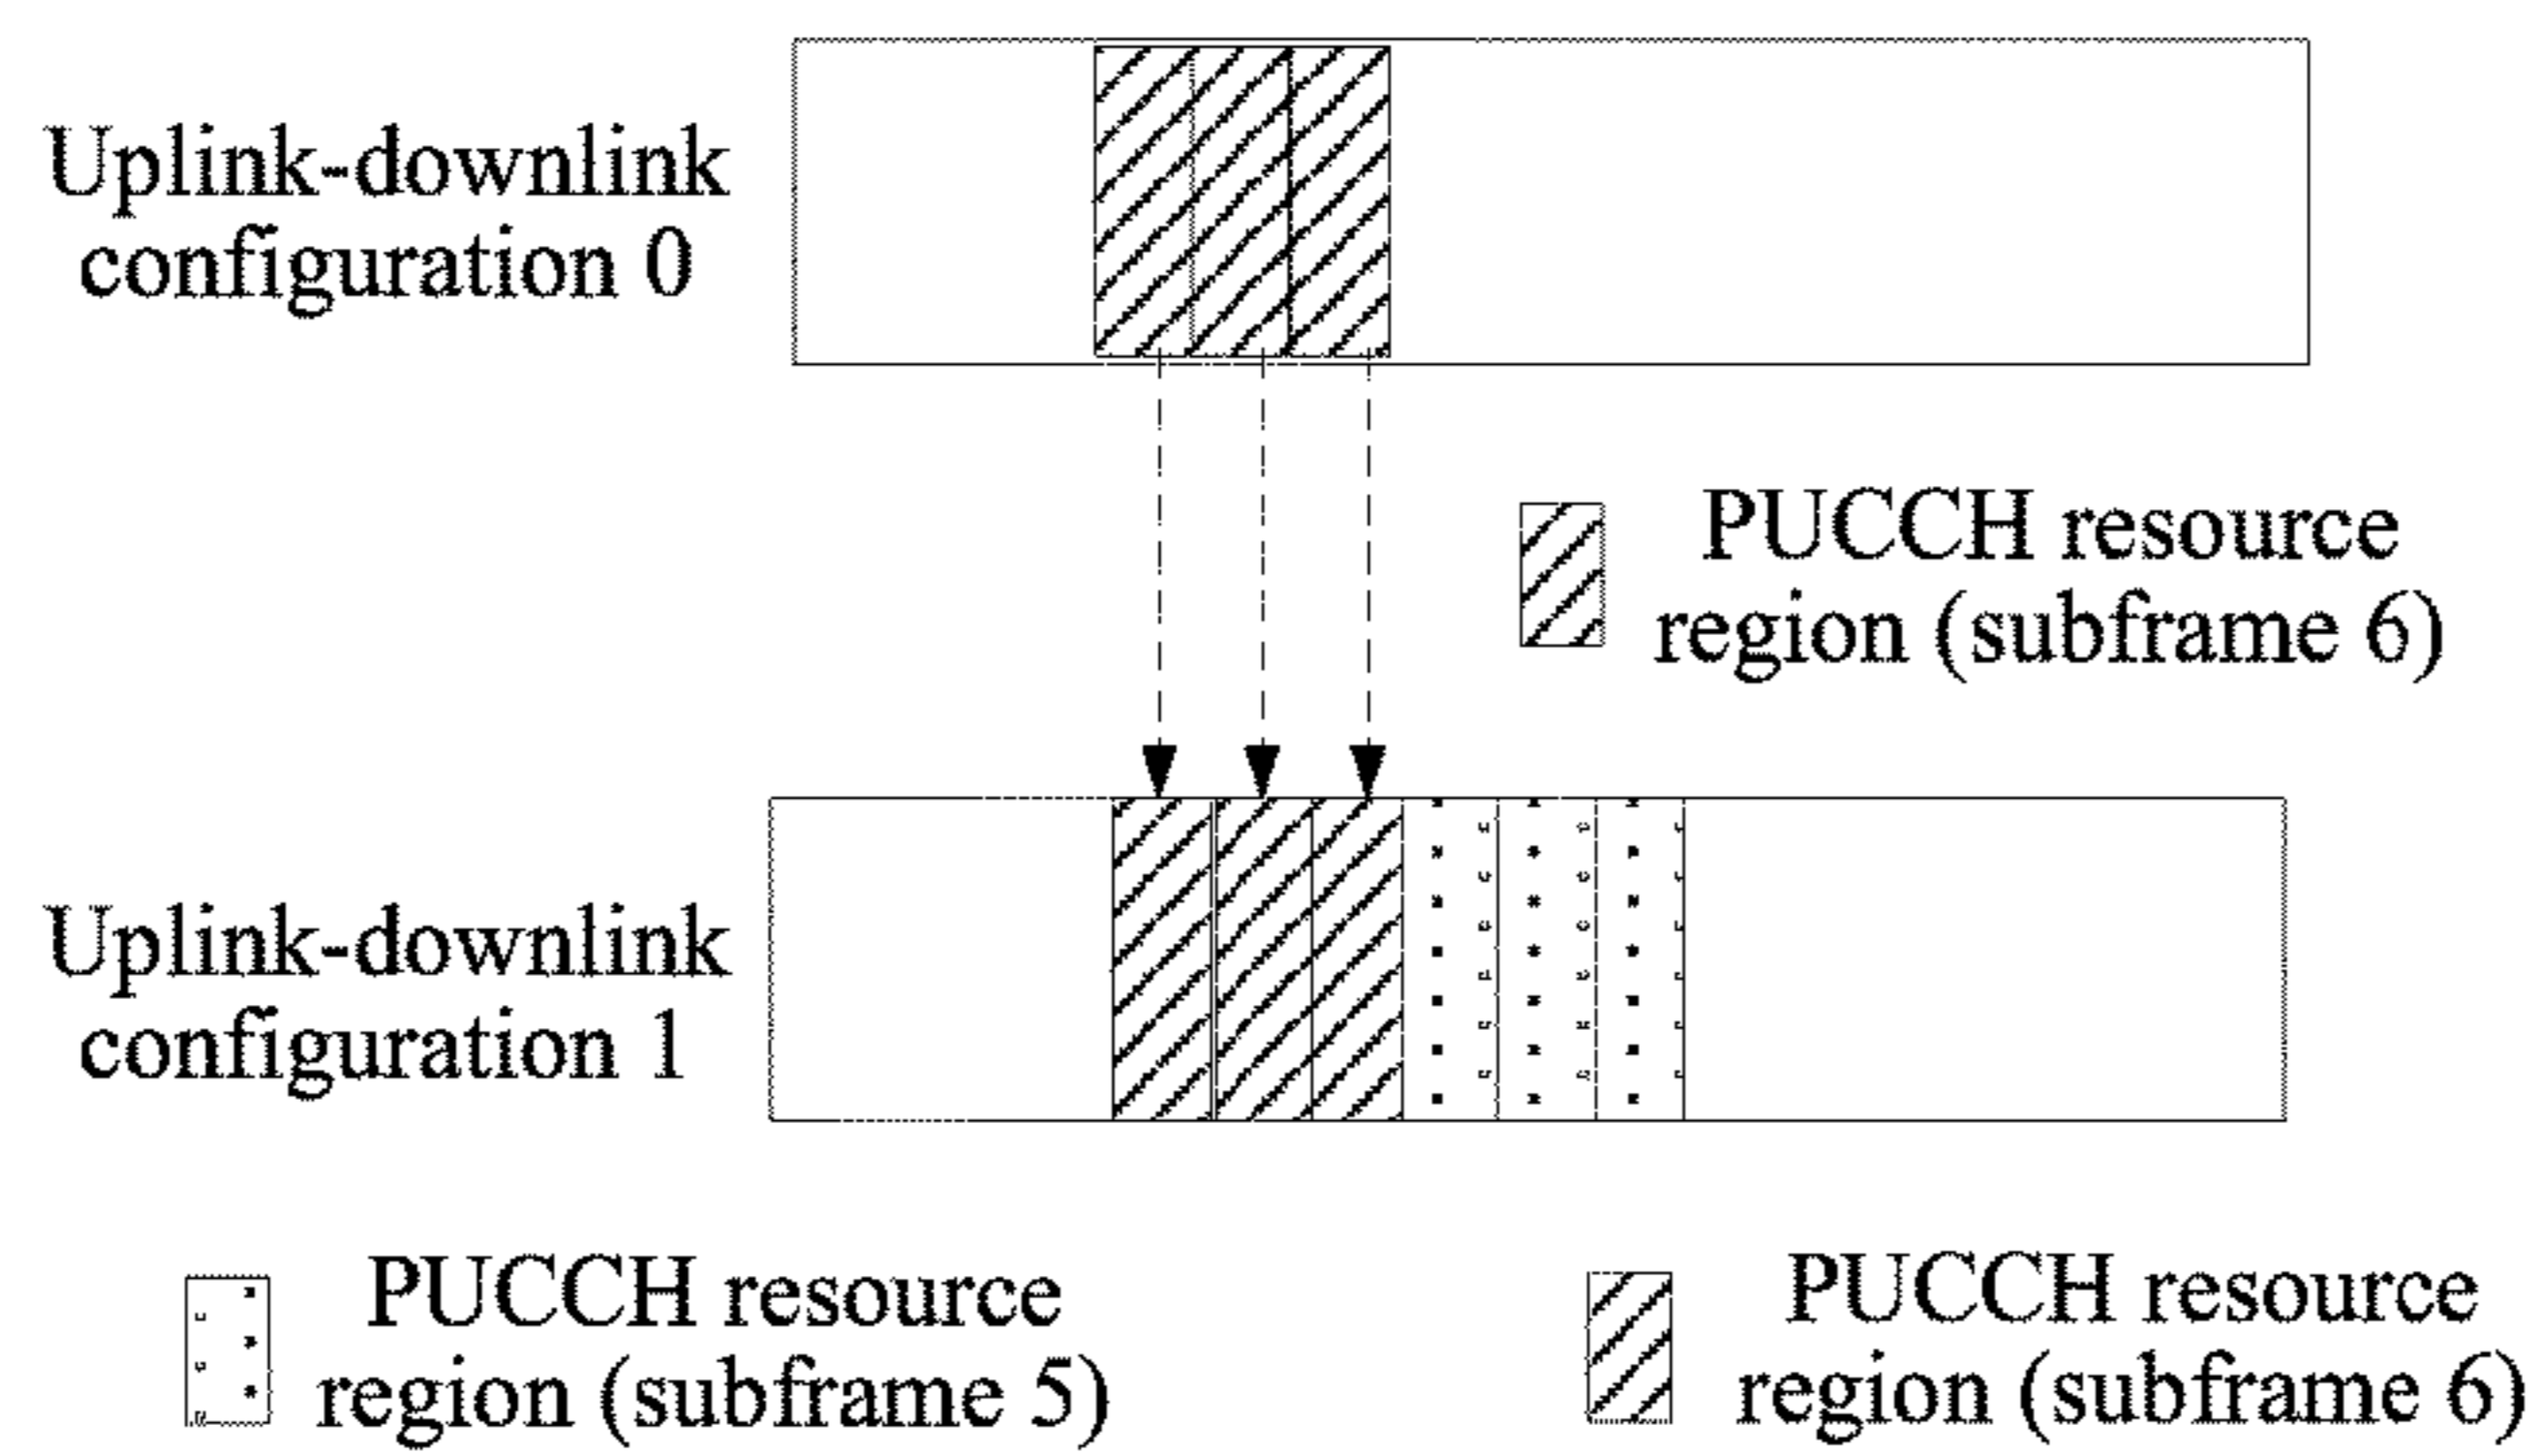 Uplink-downlink
configuration 0
PUCCH resource
region (subframe 6)
Uplink-downlink
configuration 1
PUCCH resource
region (subframe 5)
PUCCH resource
region (subframe 6)